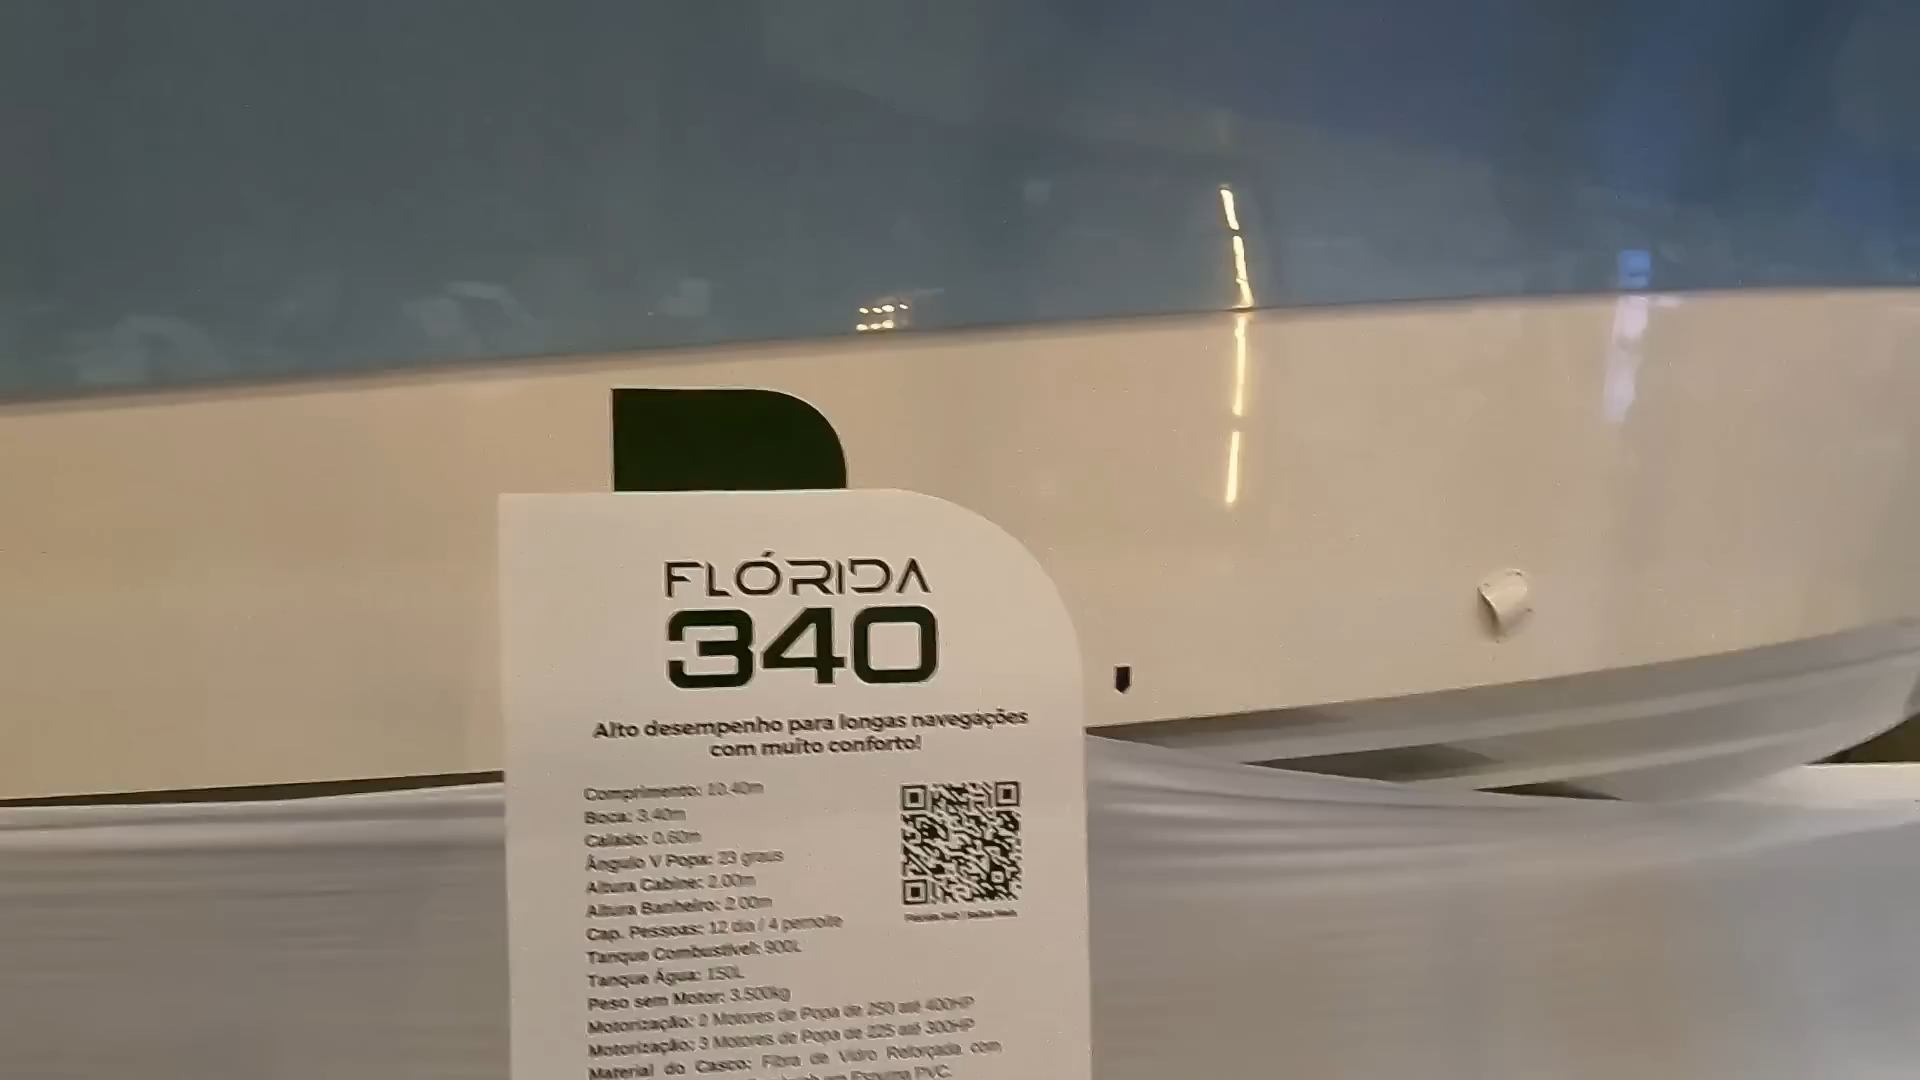 FLÓRIDA
340
Alto desempenho para longas navegações
com muito conforto!
Comprimento: 10.40m
Boca: 3.40m
Calado: 0.60m
Ângulo V Popa: 23 graus
Altura Cabine: 2.00m
Altura Banheiro: 2.00m
Cap. Pessoas: 12 dia / 4 pernoite
Tanque Combustível: 900L
Tanque Água: 150L
Peso sem Motor: 3.500kg
Motorização: 2 Motores de Popa de 250 até 400HP
Motorização: 3 Motores de Popa de 225 até 300HP
Material do Casco: Fibra de Vidro Reforçada com
em Espuma PVC.